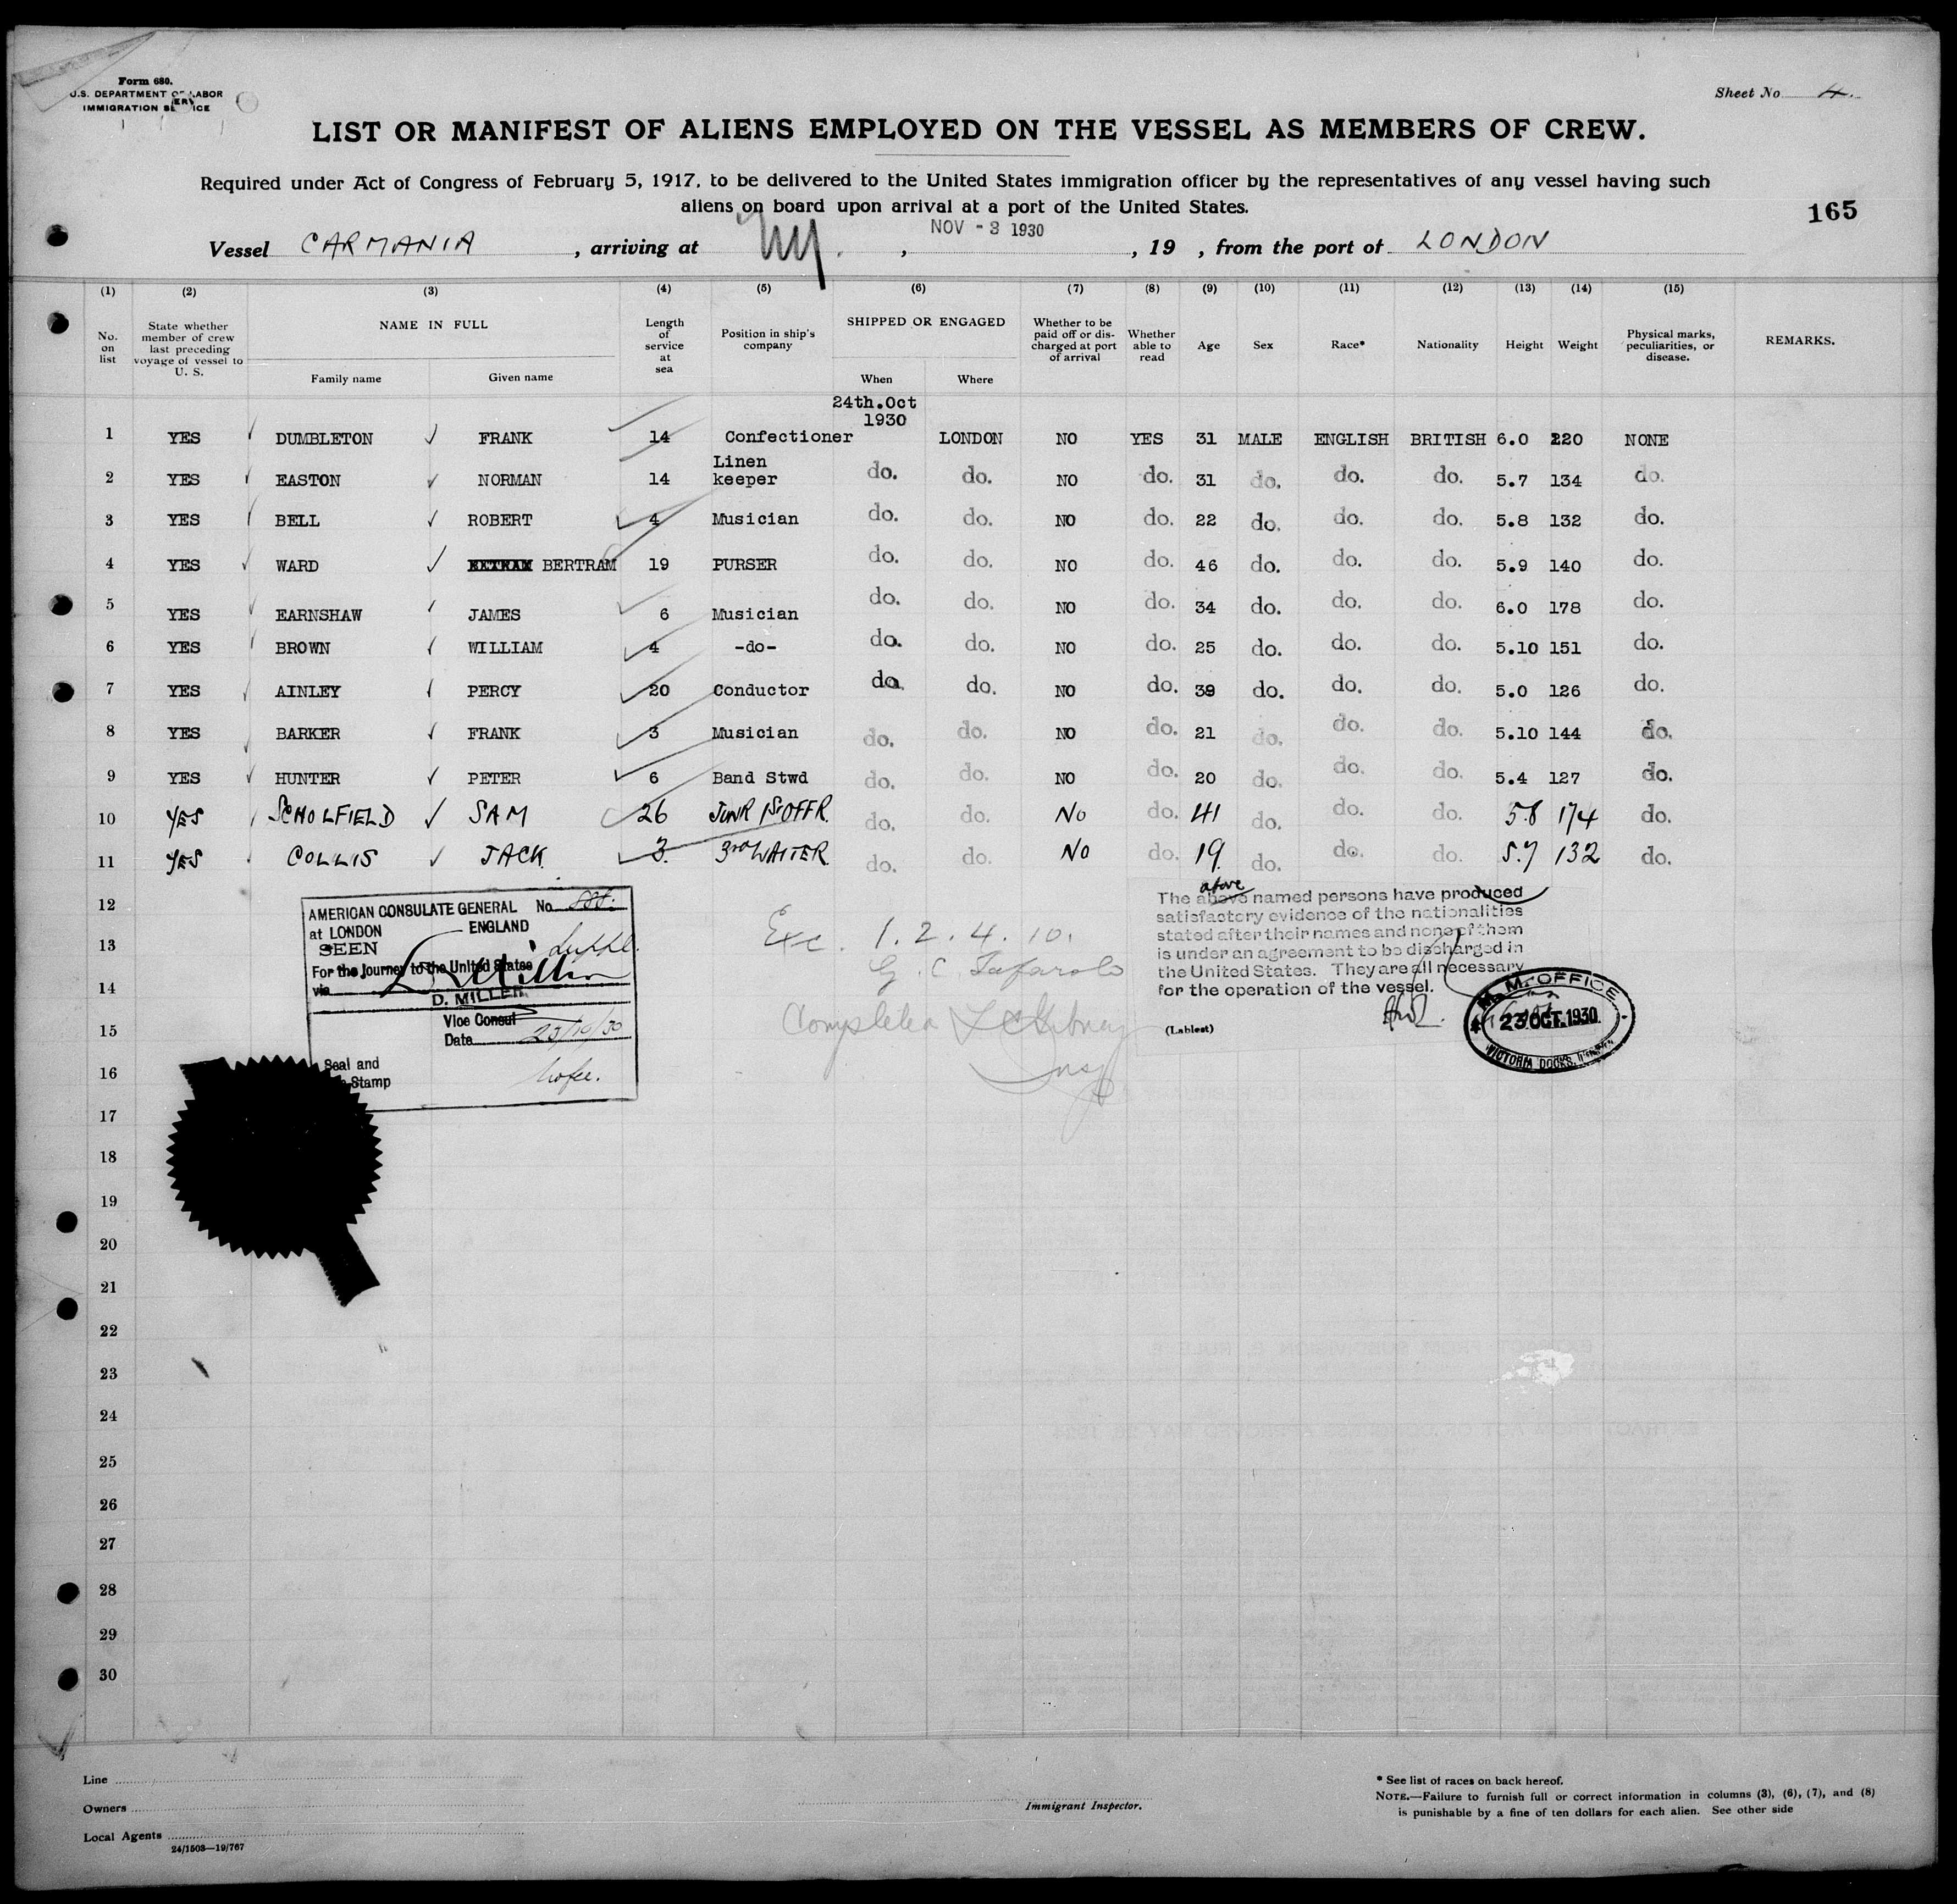 Form 680.
U.S. DEPARTMENT OF LABOR
IMMIGRATION SERVICE
Sheet No. 4.
LIST OR MANIFEST OF ALIENS EMPLOYED ON THE VESSEL AS MEMBERS OF CREW.
Required under Act of Congress of February 5, 1917, to be delivered to the United States immigration officer by the representatives of any vessel having such
aliens on board upon arrival at a port of the United States.
165
Vessel CARMANIA, arriving at Ny., NOV - 3 1930, 19 , from the port of LONDON
(1) (2) (3) (4) (5) (6) (7) (8) (9) (10) (11) (12) (13) (14) (15)
No. on list State whether member of crew last preceding voyage of vessel to U. S. NAME IN FULL Family name Given name Length of service at sea Position in ship's company SHIPPED OR ENGAGED When Where Whether to be paid off or discharged at port of arrival Whether able to read Age Sex Race* Nationality Height Weight Physical marks, peculiarities, or disease. REMARKS.
24th.Oct
1930
1 YES DUMBLETON FRANK 14 Confectioner LONDON NO YES 31 MALE ENGLISH BRITISH 6.0 220 NONE
2 YES EASTON NORMAN 14 Linen keeper do. do. NO do. 31 do. do. do. 5.7 134 do.
3 YES BELL ROBERT 4 Musician do. do. NO do. 22 do. do. do. 5.8 132 do.
4 YES WARD BERTRAM 19 PURSER do. do. NO do. 46 do. do. do. 5.9 140 do.
5 YES EARNSHAW JAMES 6 Musician do. do. NO do. 34 do. do. do. 6.0 178 do.
6 YES BROWN WILLIAM 4 -do- do. do. NO do. 25 do. do. do. 5.10 151 do.
7 YES AINLEY PERCY 20 Conductor do. do. NO do. 39 do. do. do. 5.0 126 do.
8 YES BARKER FRANK 3 Musician do. do. NO do. 21 do. do. do. 5.10 144 do.
9 YES HUNTER PETER 6 Band Stwd do. do. NO do. 20 do. do. do. 5.4 127 do.
10 YES SCHOLFIELD SAM 26 JUNR 1ST OFFR. do. do. NO do. 41 do. do. do. 5.8 174 do.
11 YES COLLIS JACK 3. 3RD WAITER do. do. NO do. 19 do. do. do. 5.7 132 do.
12
13
14
15
16
17
18
19
20
21
22
23
24
25
26
27
28
29
30
AMERICAN CONSULATE GENERAL No.
at LONDON ENGLAND
SEEN
For the Journey to the United States
via
D. MILLER
Vice Consul
Date 23/10/30
Seal and
Stamp
Exc. 1. 2. 4. 10.
Completed
Insp
above
The above named persons have produced
satisfactory evidence of the nationalities
stated after their names and none of them
is under an agreement to be discharged in
the United States. They are all necessary
for the operation of the vessel.
(Lablest)
M. M. OFFICE
23 OCT. 1930
VICTORIA DOCKS
Line
Owners
Local Agents
24/1503—19/767
Immigrant Inspector.
* See list of races on back hereof.
NOTE.—Failure to furnish full or correct information in columns (3), (6), (7), and (8)
is punishable by a fine of ten dollars for each alien. See other side